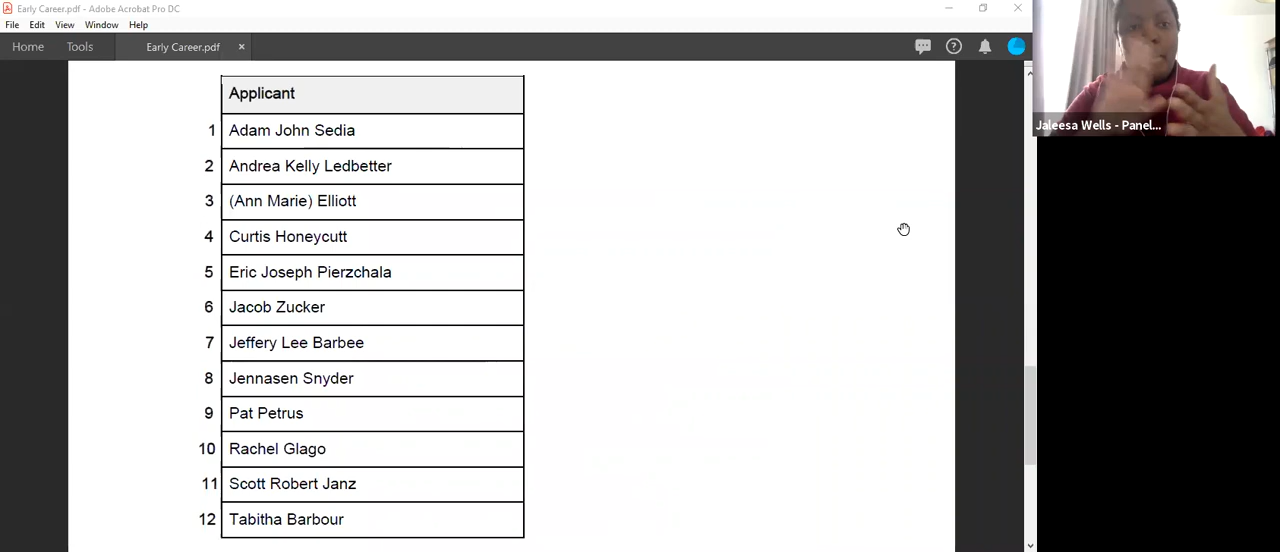 Early Career.pdf - Adobe Acrobat Pro DC
File Edit View Window Help
Home Tools Early Career.pdf ×
Jaleesa Wells - Panel...
Applicant
1 Adam John Sedia
2 Andrea Kelly Ledbetter
3 (Ann Marie) Elliott
4 Curtis Honeycutt
5 Eric Joseph Pierzchala
6 Jacob Zucker
7 Jeffery Lee Barbee
8 Jennasen Snyder
9 Pat Petrus
10 Rachel Glago
11 Scott Robert Janz
12 Tabitha Barbour